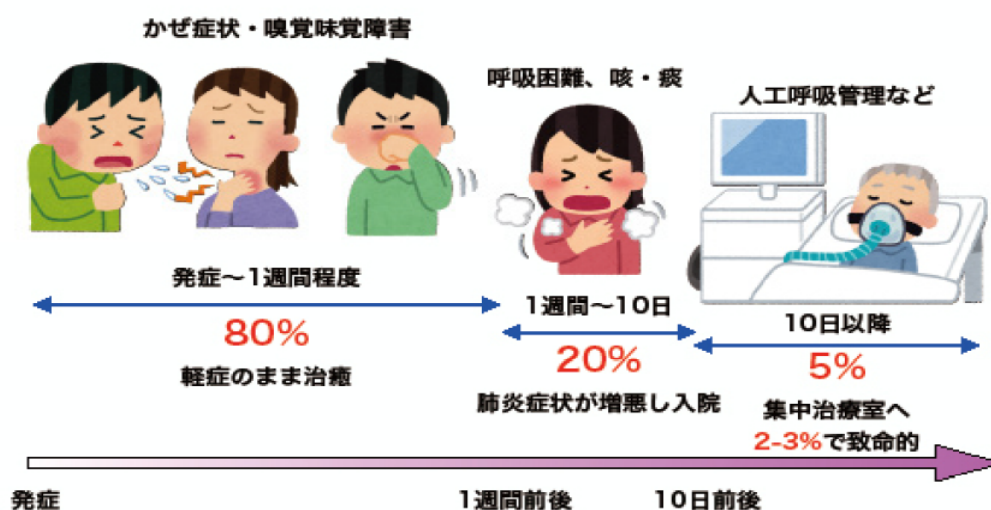 かぜ症状・嗅覚味覚障害
呼吸困難、咳・痰
人工呼吸管理など
発症〜1週間程度
80%
軽症のまま治癒
1週間〜10日
20%
肺炎症状が増悪し入院
10日以降
5%
集中治療室へ
2-3%で致命的
発症
1週間前後
10日前後